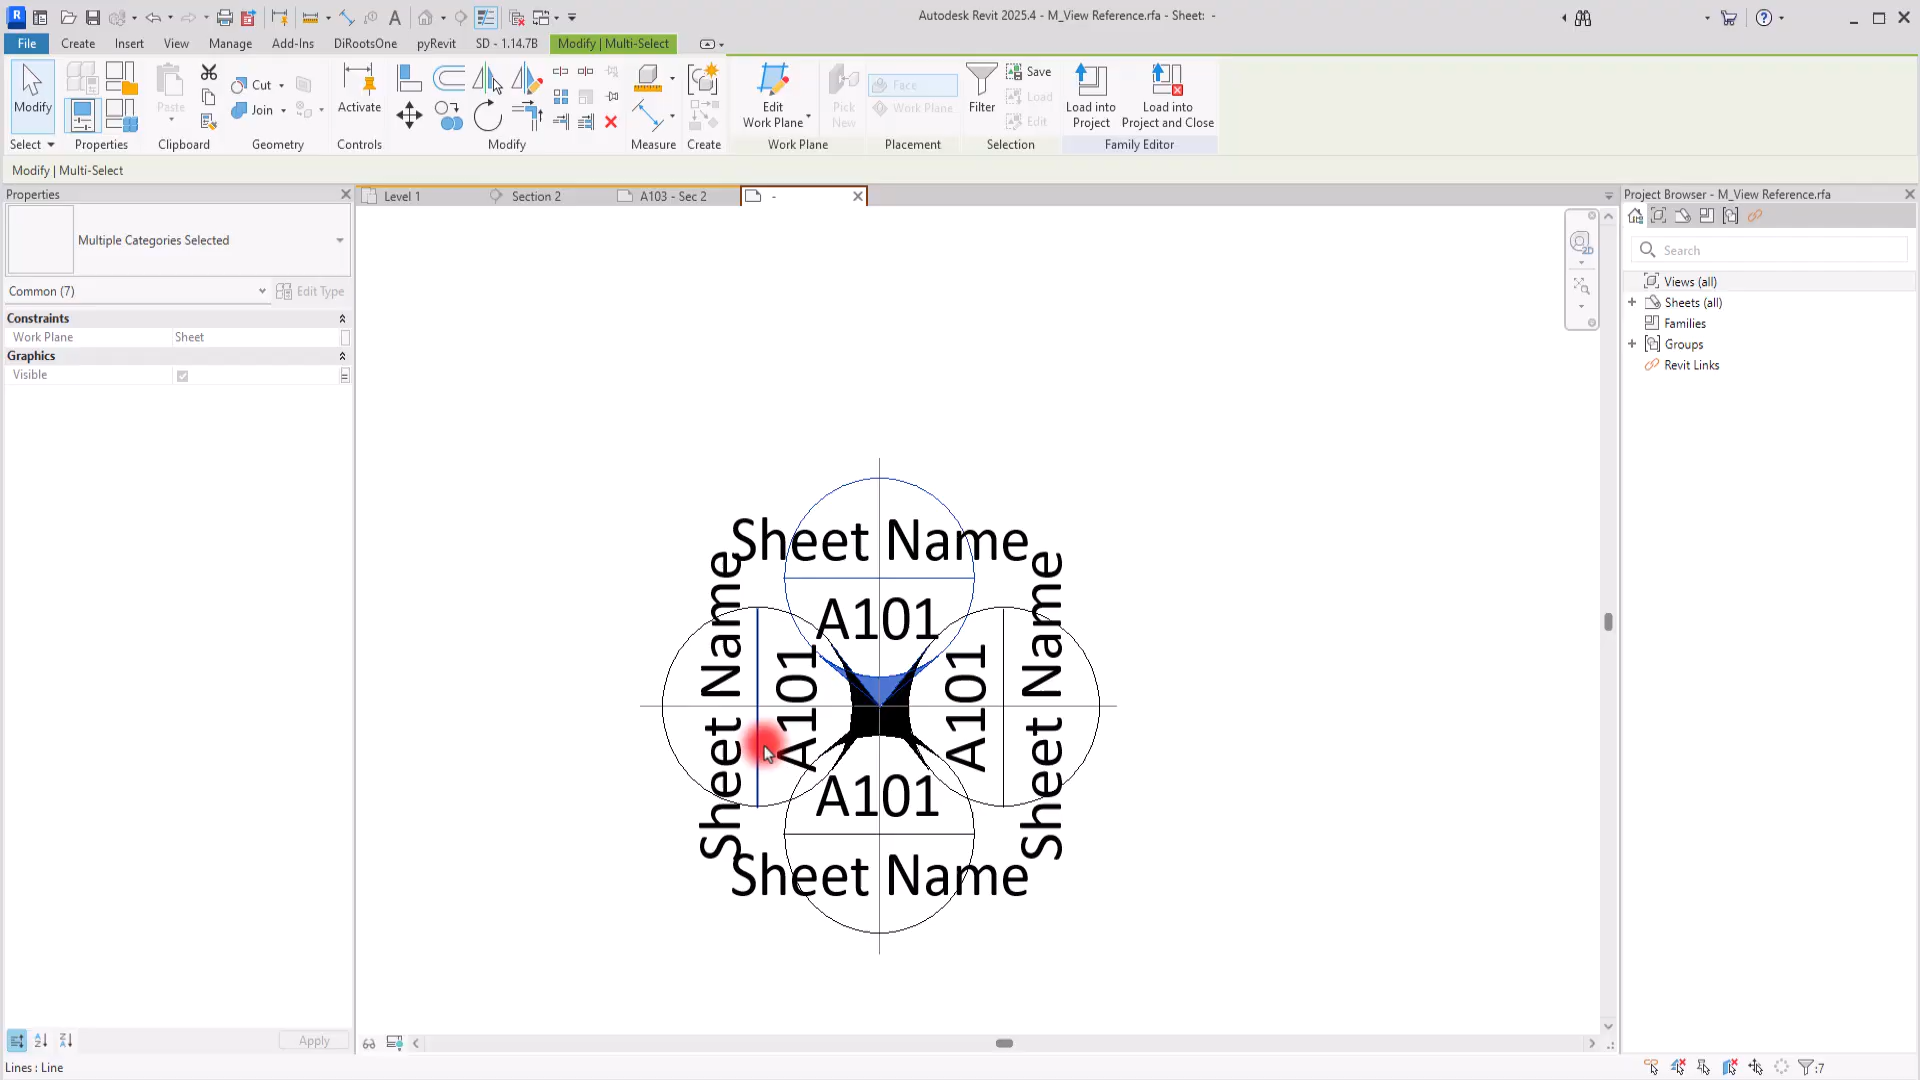 Autodesk Revit 2025.4 - M_View Reference.rfa - Sheet: -
File Create Insert View Manage Add-Ins DiRootsOne pyRevit SD - 1.14.7B Modify | Multi-Select
Modify Paste Cut Join Activate Edit Work Plane Pick New Face Work Plane Filter Save Load Edit Load into Project Load into Project and Close
Select Properties Clipboard Geometry Controls Modify Measure Create Work Plane Placement Selection Family Editor
Modify | Multi-Select
Properties
Multiple Categories Selected
Common (7) Edit Type
Constraints
Work Plane Sheet
Graphics
Visible
Apply
Lines : Line
Level 1 Section 2 A103 - Sec 2 -
2D
Sheet Name
A101
Sheet Name
A101
A101
Sheet Name
A101
Sheet Name
Project Browser - M_View Reference.rfa
Search
Views (all)
Sheets (all)
Families
Groups
Revit Links
:7